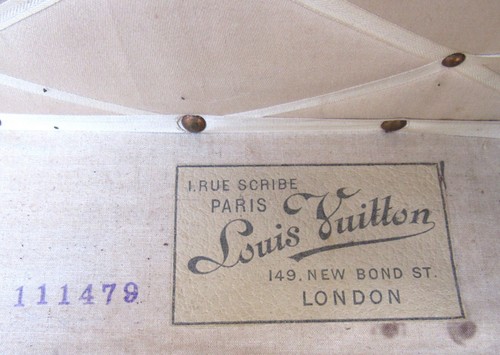 1. RUE SCRIBE
PARIS
Louis Vuitton
149, NEW BOND ST.
LONDON
111479